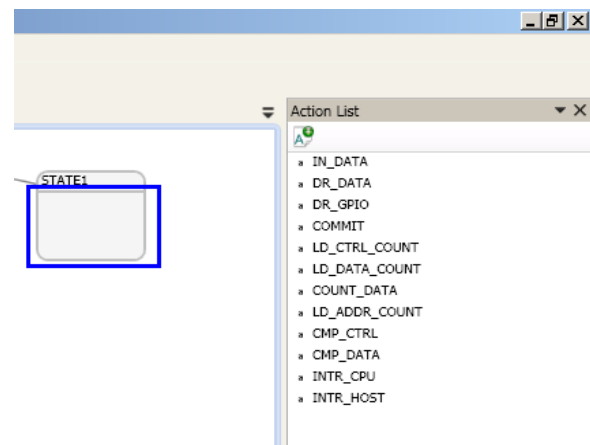 Action List
STATE1
IN_DATA
DR_DATA
DR_GPIO
COMMIT
LD_CTRL_COUNT
LD_DATA_COUNT
COUNT_DATA
LD_ADDR_COUNT
CMP_CTRL
CMP_DATA
INTR_CPU
INTR_HOST